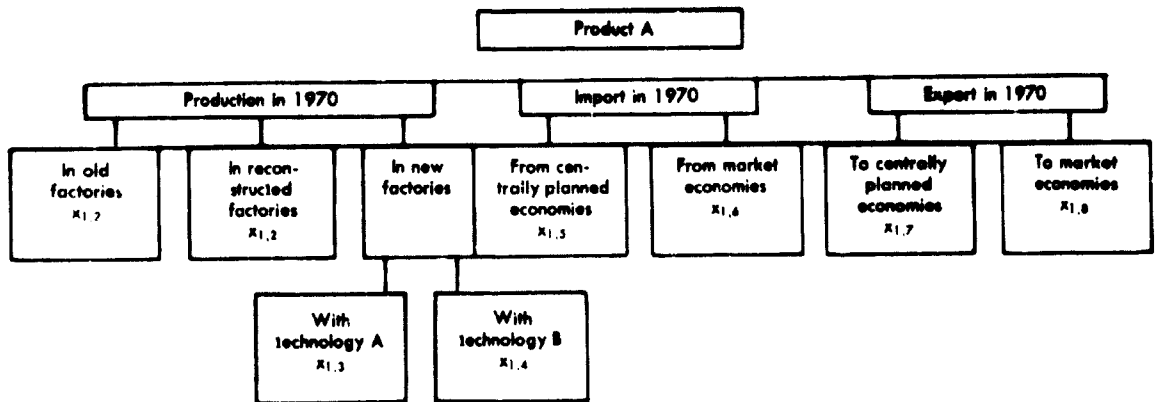 Product A
Production in 1970
Import in 1970
Export in 1970
In old
factories
x1,2
In recon-
structed
factories
x1,2
In new
factories
From cen-
trally planned
economies
x1,5
From market
economies
x1,6
To centrally
planned
economies
x1,7
To market
economies
x1,8
With
technology A
x1,3
With
technology B
x1,4